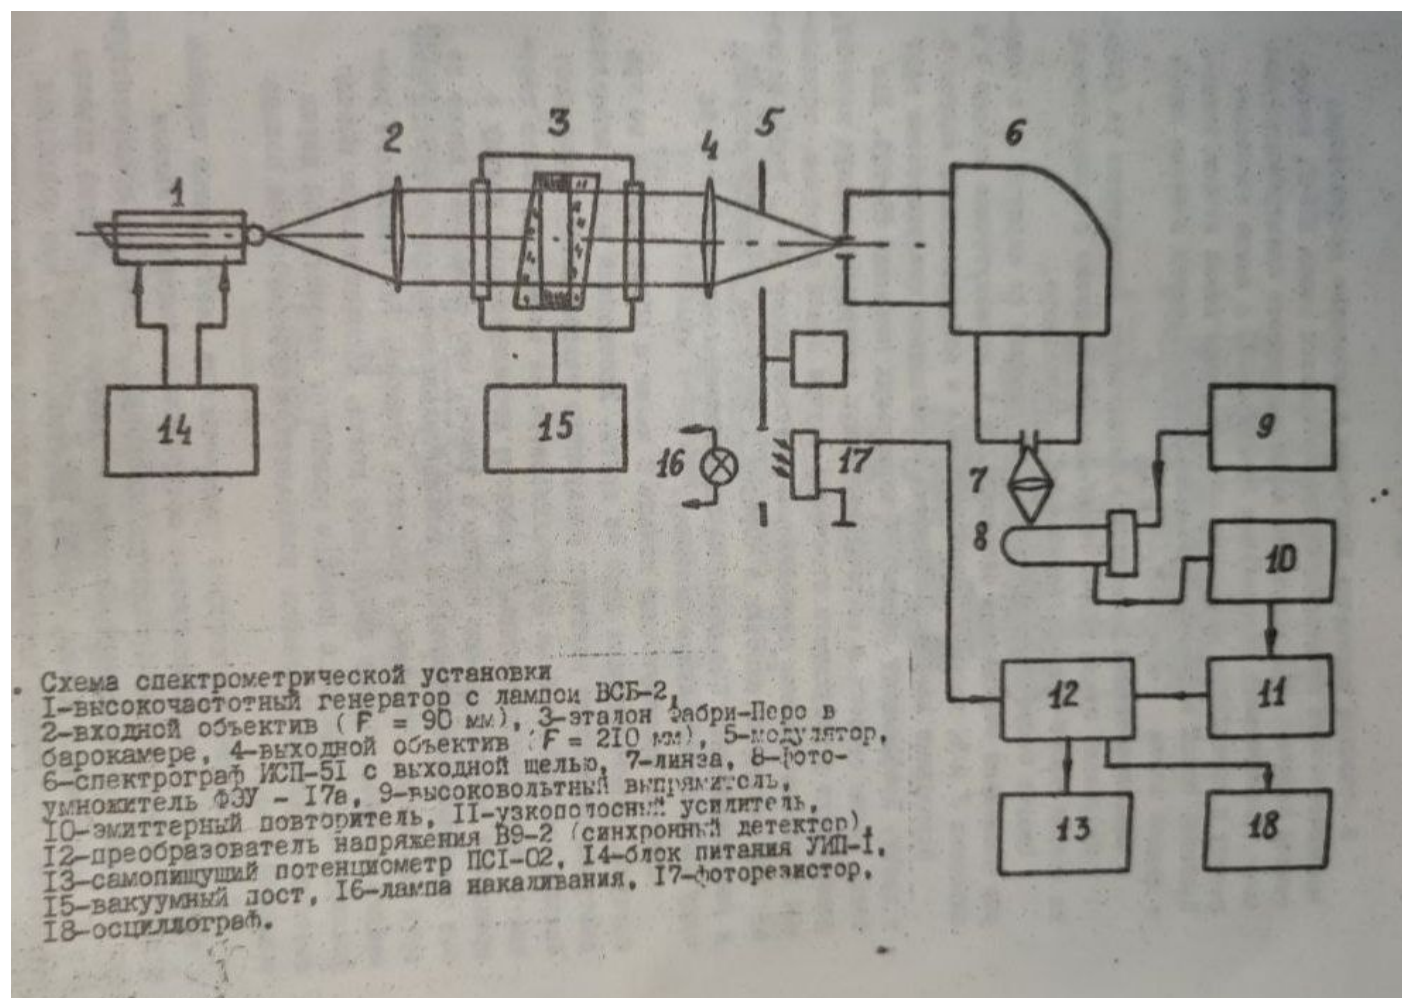 1
2
3
4
5
6
14
15
16
17
7
8
9
10
11
12
13
18
Схема спектрометрической установки
I-высокочастотный генератор с лампой ВСБ-2,
2-входной объектив ( F = 90 мм), 3-эталон Фабри-Перо в
барокамере, 4-выходной объектив ( F = 210 мм), 5-модулятор,
6-спектрограф ИСП-5I с выходной щелью, 7-линза, 8-фото-
умножитель ФЭУ - I7а, 9-высоковольтный выпрямитель,
I0-эмиттерный повторитель, II-узкополосный усилитель,
I2-преобразователь напряжения В9-2 (синхронный детектор),
I3-самопищущий потенциометр ПСI-02, I4-блок питания УИП-I,
I5-вакуумный пост, I6-лампа накаливания, I7-фоторезистор,
I8-осциллограф.